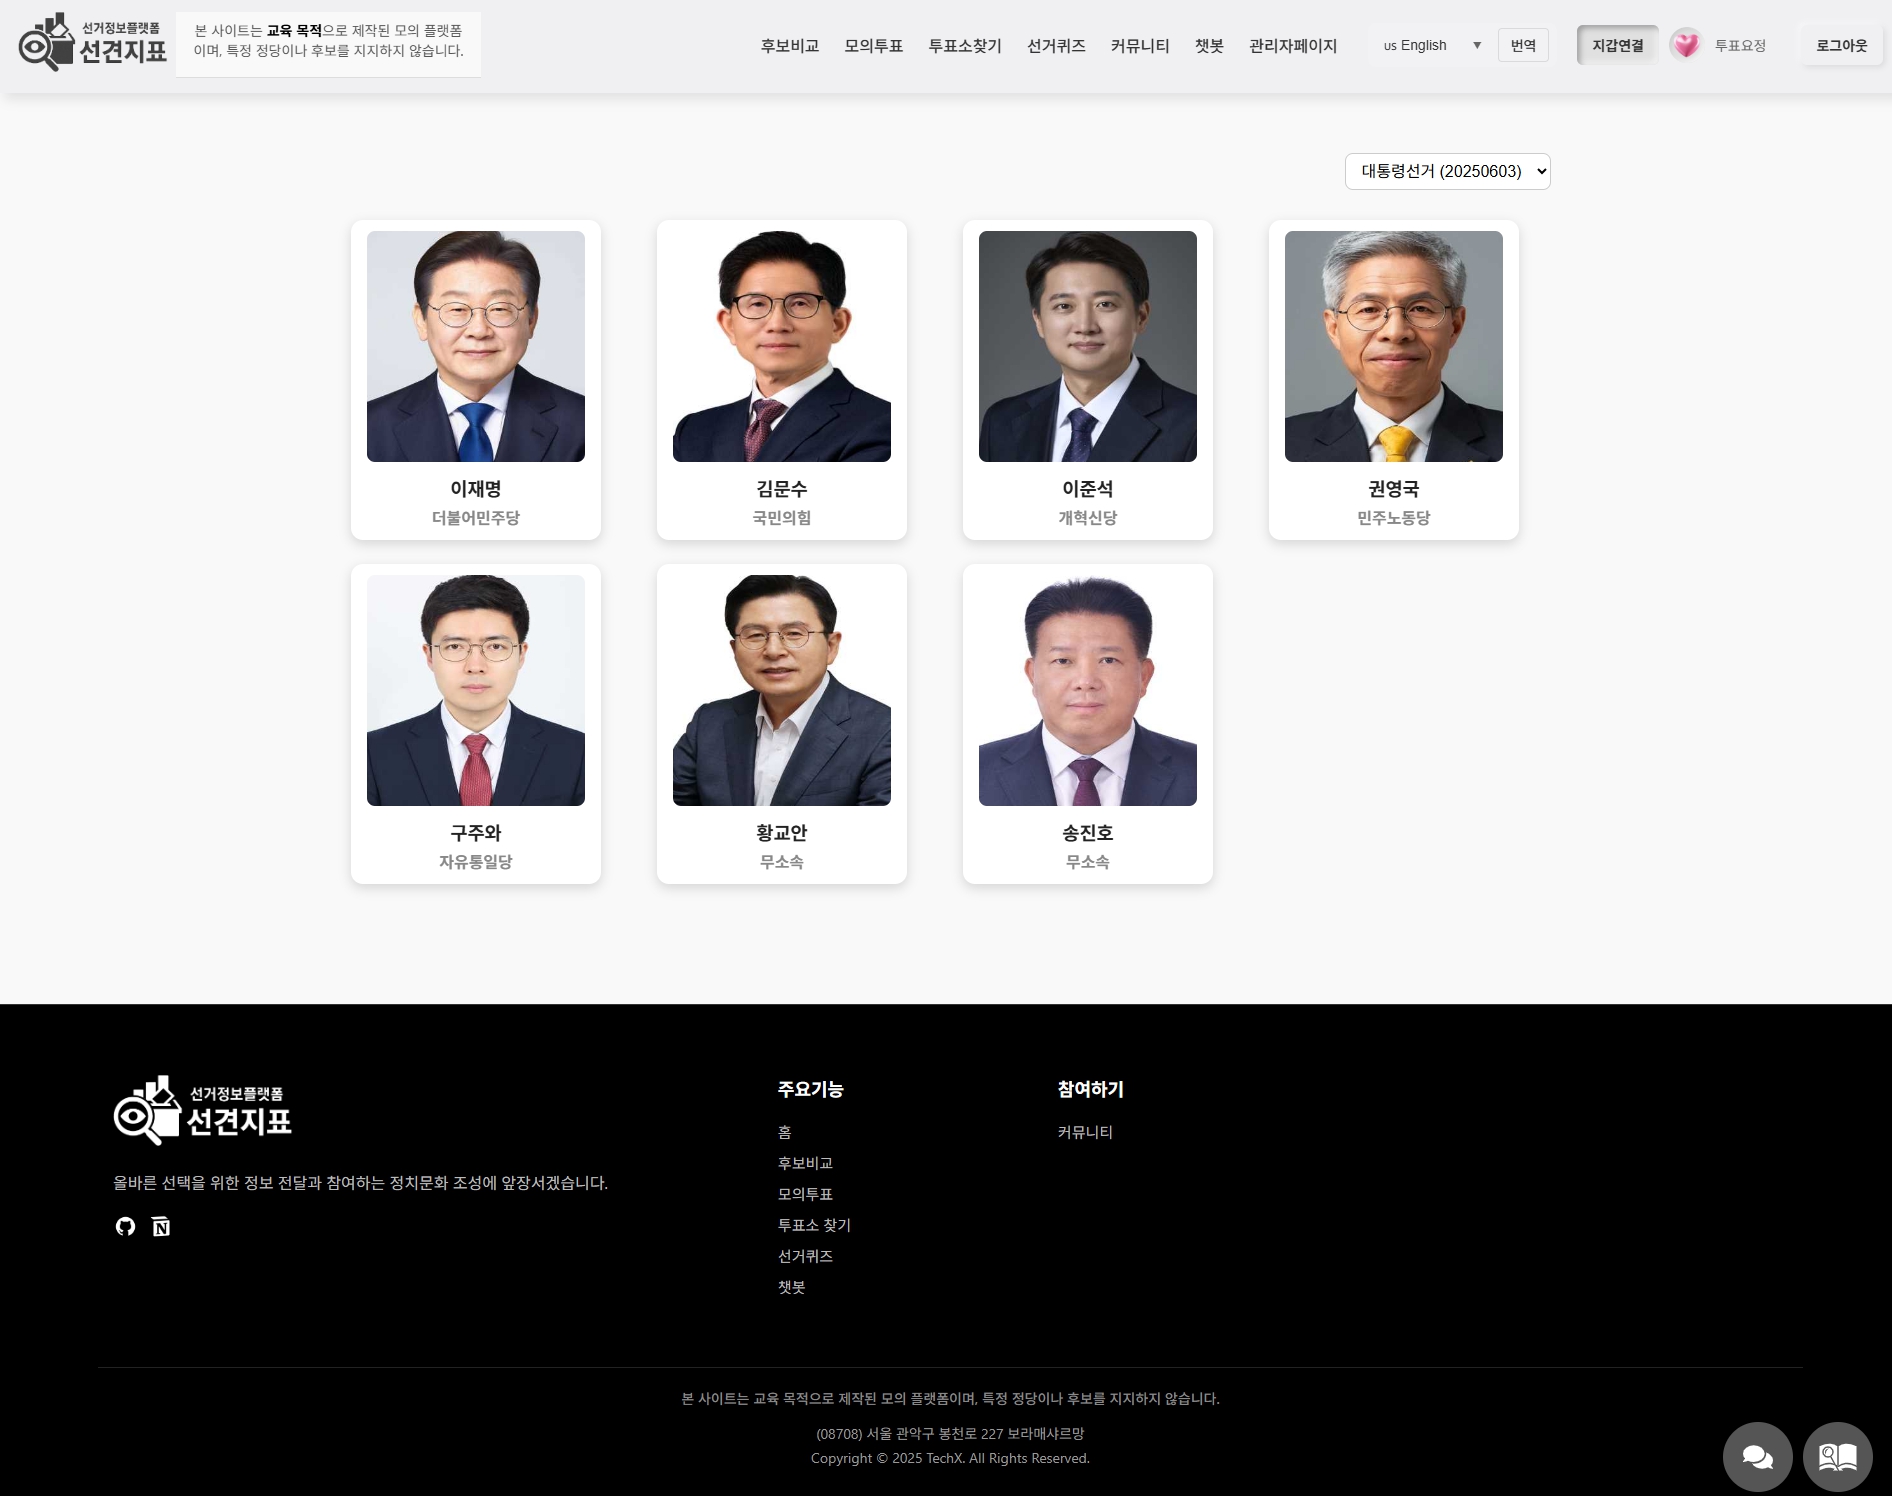 선거정보플랫폼
선견지표
본 사이트는 교육 목적으로 제작된 모의 플랫폼
이며, 특정 정당이나 후보를 지지하지 않습니다.
후보비교 모의투표 투표소찾기 선거퀴즈 커뮤니티 챗봇 관리자페이지 us English ▼ 번역 지갑연결 투표요정 로그아웃
대통령선거 (20250603)
이재명 김문수 이준석 권영국
더불어민주당 국민의힘 개혁신당 민주노동당
구주와 황교안 송진호
자유통일당 무소속 무소속
선거정보플랫폼
선견지표
올바른 선택을 위한 정보 전달과 참여하는 정치문화 조성에 앞장서겠습니다.
주요기능
홈
후보비교
모의투표
투표소 찾기
선거퀴즈
챗봇
참여하기
커뮤니티
본 사이트는 교육 목적으로 제작된 모의 플랫폼이며, 특정 정당이나 후보를 지지하지 않습니다.
(08708) 서울 관악구 봉천로 227 보라매샤르망
Copyright © 2025 TechX. All Rights Reserved.